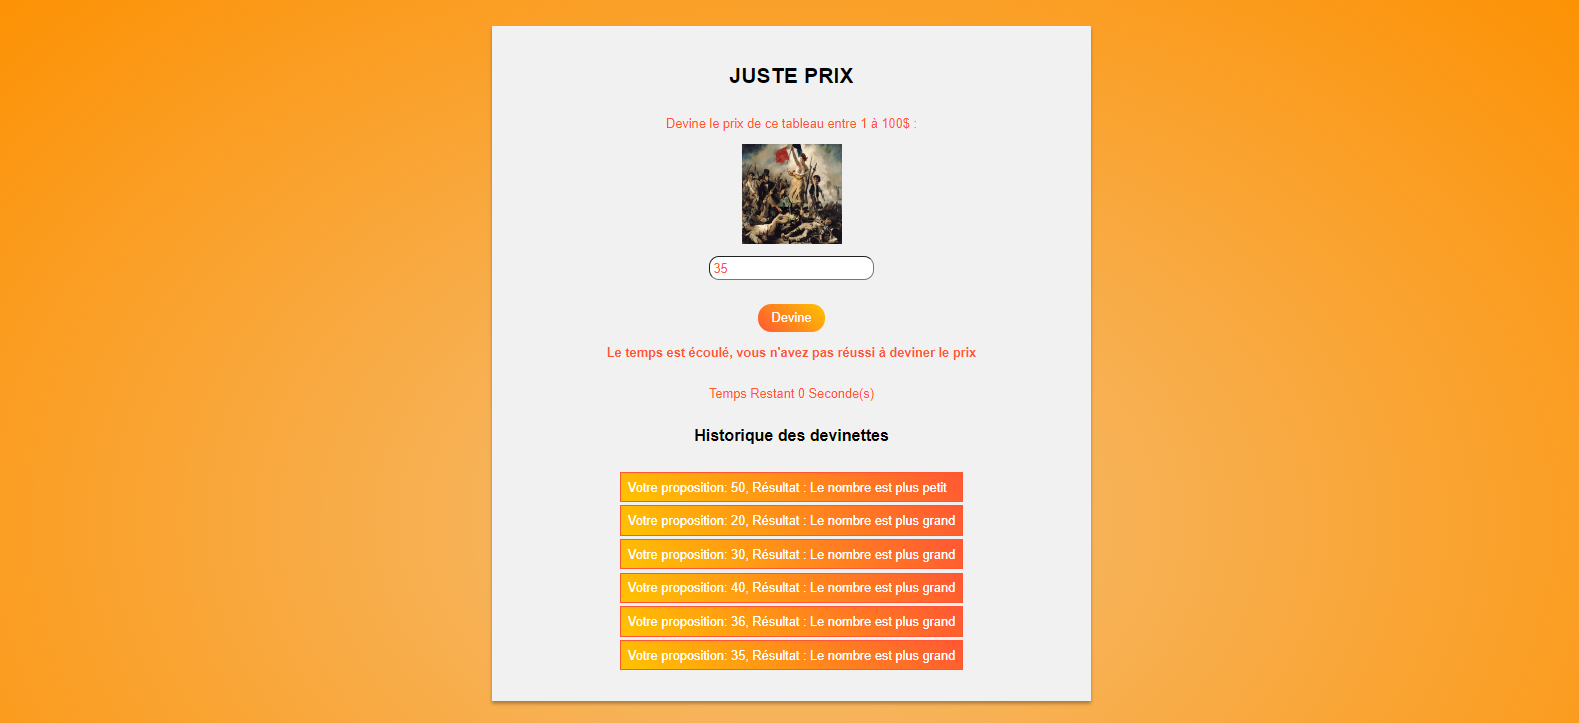 JUSTE PRIX
Devine le prix de ce tableau entre 1 à 100$ :
35
Devine
Le temps est écoulé, vous n'avez pas réussi à deviner le prix
Temps Restant 0 Seconde(s)
Historique des devinettes
Votre proposition: 50, Résultat : Le nombre est plus petit
Votre proposition: 20, Résultat : Le nombre est plus grand
Votre proposition: 30, Résultat : Le nombre est plus grand
Votre proposition: 40, Résultat : Le nombre est plus grand
Votre proposition: 36, Résultat : Le nombre est plus grand
Votre proposition: 35, Résultat : Le nombre est plus grand